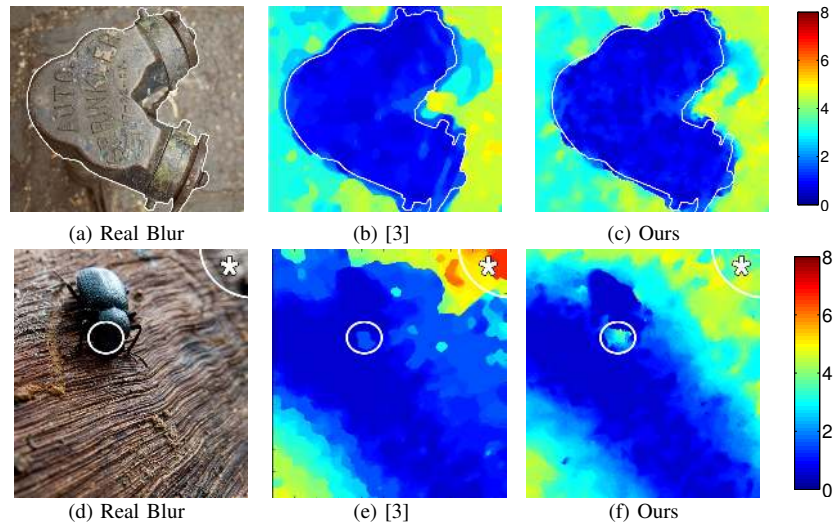 AUTO
SPRINKLER
8
6
4
2
0
(a) Real Blur
(b) [3]
(c) Ours
*
*
*
8
6
4
2
0
(d) Real Blur
(e) [3]
(f) Ours